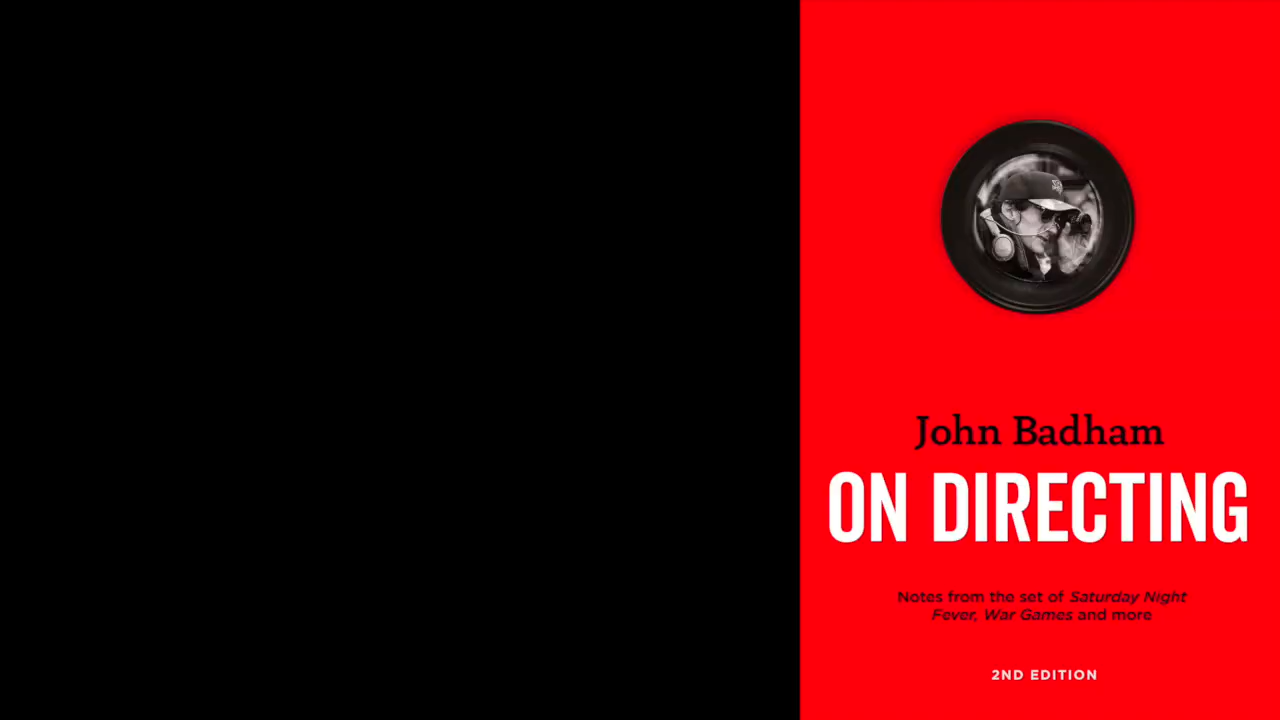 John Badham
ON DIRECTING
Notes from the set of Saturday Night
Fever, War Games and more
2ND EDITION